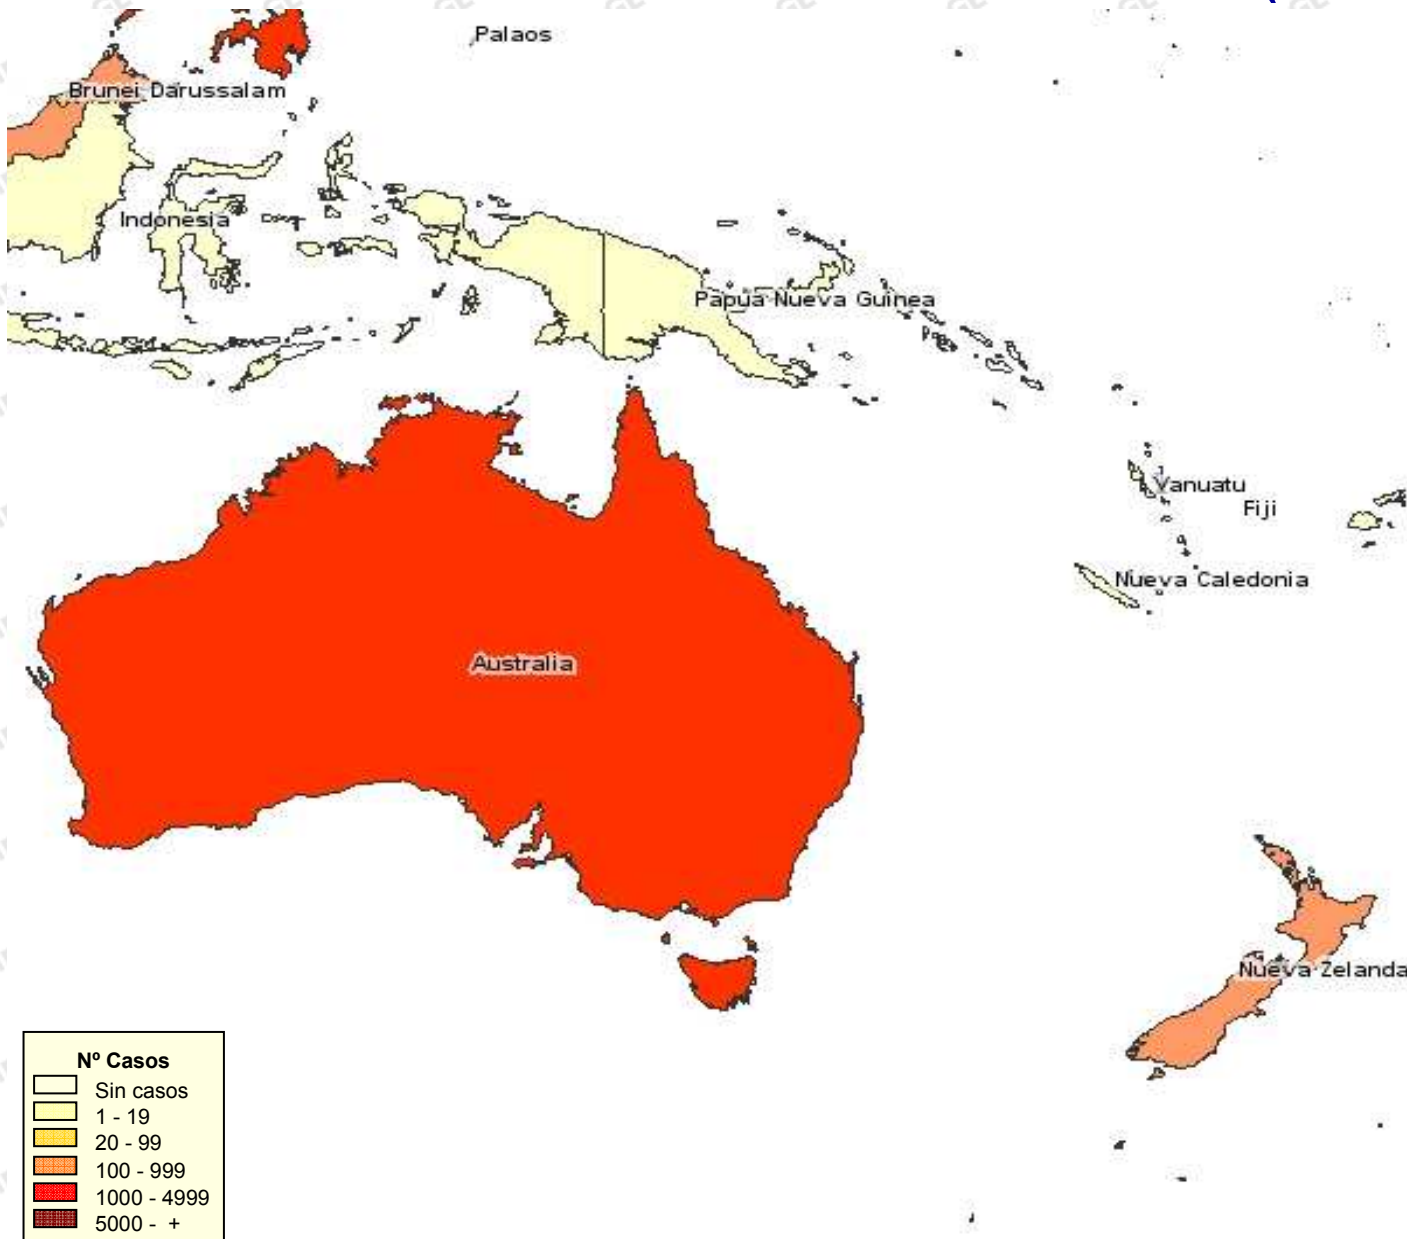 Palaos
Brunei Darussalam
Indonesia
Papua Nueva Guinea
Vanuatu
Fiji
Nueva Caledonia
Australia
Nueva Zelanda
Nº Casos
Sin casos
1 - 19
20 - 99
100 - 999
1000 - 4999
5000 - +